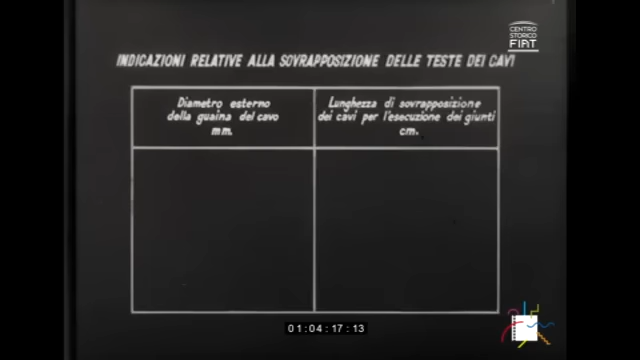 CENTRO
STORICO
FIAT
INDICAZIONI RELATIVE ALLA SOVRAPPOSIZIONE DELLE TESTE DEI CAVI
Diametro esterno
della guaina del cavo
mm.
Lunghezza di sovrapposizione
dei cavi per l'esecuzione dei giunti
cm.
01:04:17:13